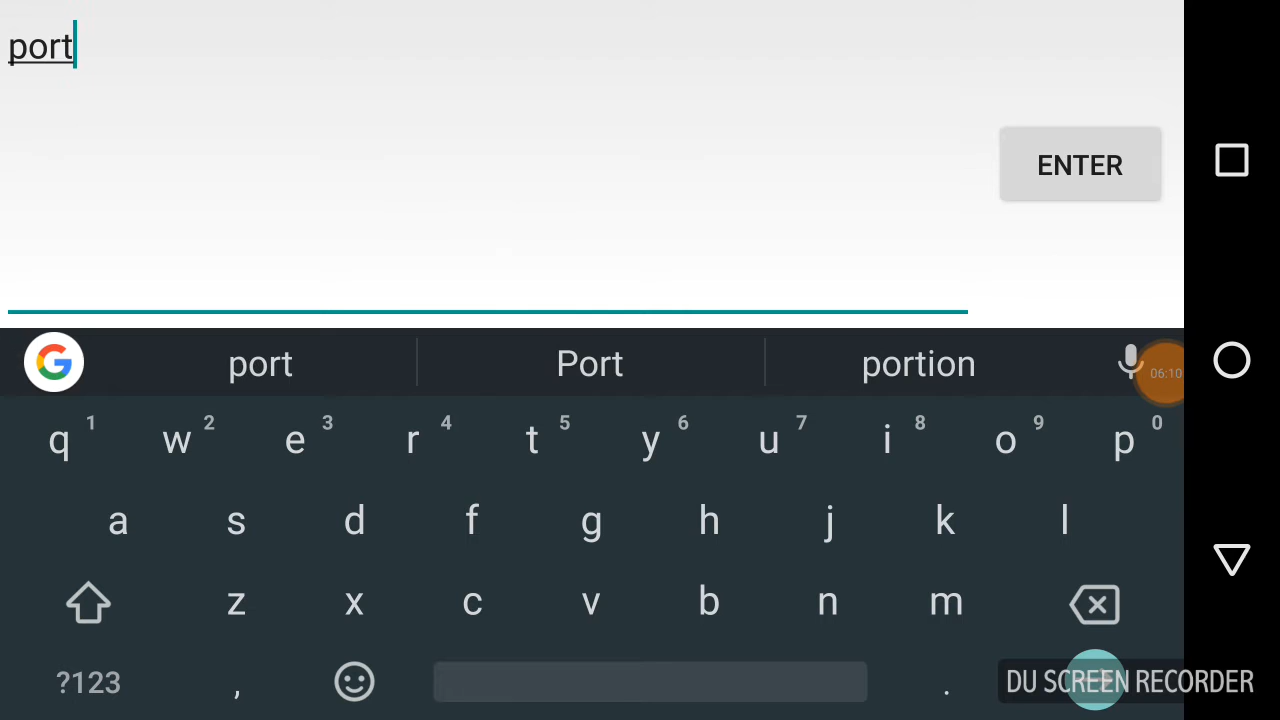 port
ENTER
port Port portion
06:10
q 1 w 2 e 3 r 4 t 5 y 6 u 7 i 8 o 9 p 0
a s d f g h j k l
z x c v b n m
?123 , .
DU SCREEN RECORDER